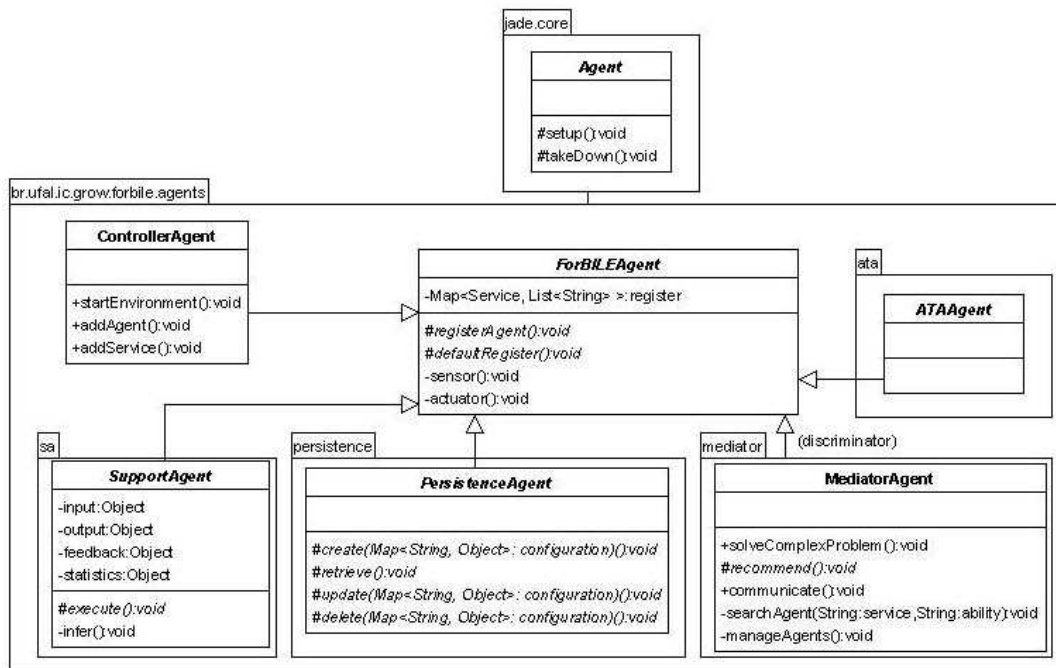 jade.core
Agent
#setup():void
#takeDown():void
br.ufal.ic.grow.forbile.agents
ControllerAgent
+startEnvironment():void
+addAgent():void
+addService():void
ForBILEAgent
-Map<Service, List<String> >:register
#registerAgent():void
#defaultRegister():void
-sensor():void
-actuator():void
ata
ATAAgent
sa
SupportAgent
-input:Object
-output:Object
-feedback:Object
-statistics:Object
#execute():void
-infer():void
persistence
PersistenceAgent
#create(Map<String, Object>: configuration)():void
#retrieve():void
#update(Map<String, Object>: configuration)():void
#delete(Map<String, Object>: configuration)():void
(discriminator)
mediator
MediatorAgent
+solveComplexProblem():void
#recommend():void
+communicate():void
-searchAgent(String:service,String:ability):void
-manageAgents():void